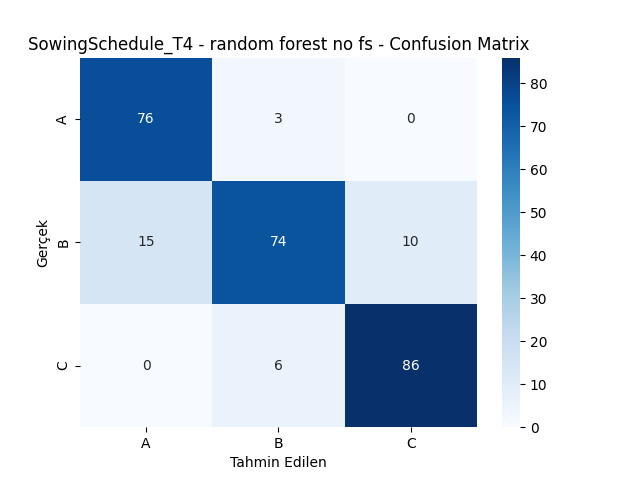 SowingSchedule_T4 - random forest no fs - Confusion Matrix
Gerçek
A
76
3
0
B
15
74
10
C
0
6
86
A
B
C
Tahmin Edilen
80
70
60
50
40
30
20
10
0